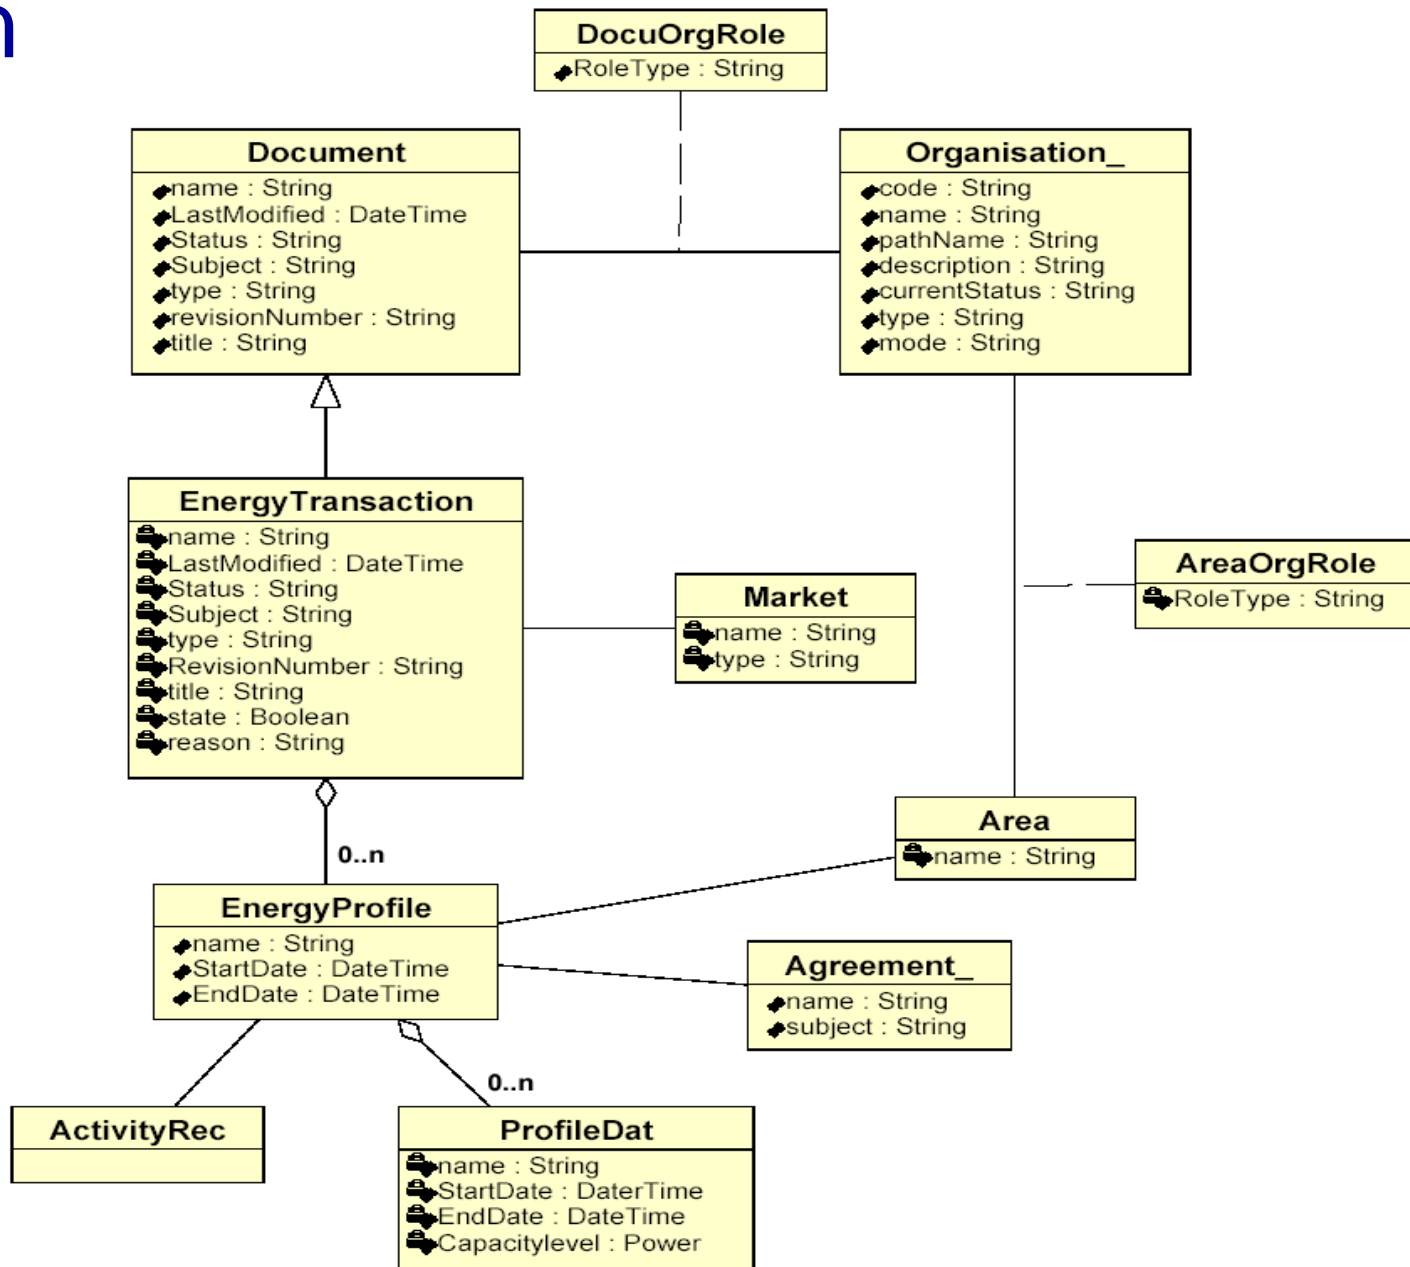 n
DocuOrgRole
RoleType : String
Document
name : String
LastModified : DateTime
Status : String
Subject : String
type : String
revisionNumber : String
title : String
Organisation_
code : String
name : String
pathName : String
description : String
currentStatus : String
type : String
mode : String
EnergyTransaction
name : String
LastModified : DateTime
Status : String
Subject : String
type : String
RevisionNumber : String
title : String
state : Boolean
reason : String
Market
name : String
type : String
AreaOrgRole
RoleType : String
Area
name : String
0..n
EnergyProfile
name : String
StartDate : DateTime
EndDate : DateTime
Agreement_
name : String
subject : String
0..n
ActivityRec
ProfileDat
name : String
StartDate : DaterTime
EndDate : DateTime
Capacitylevel : Power